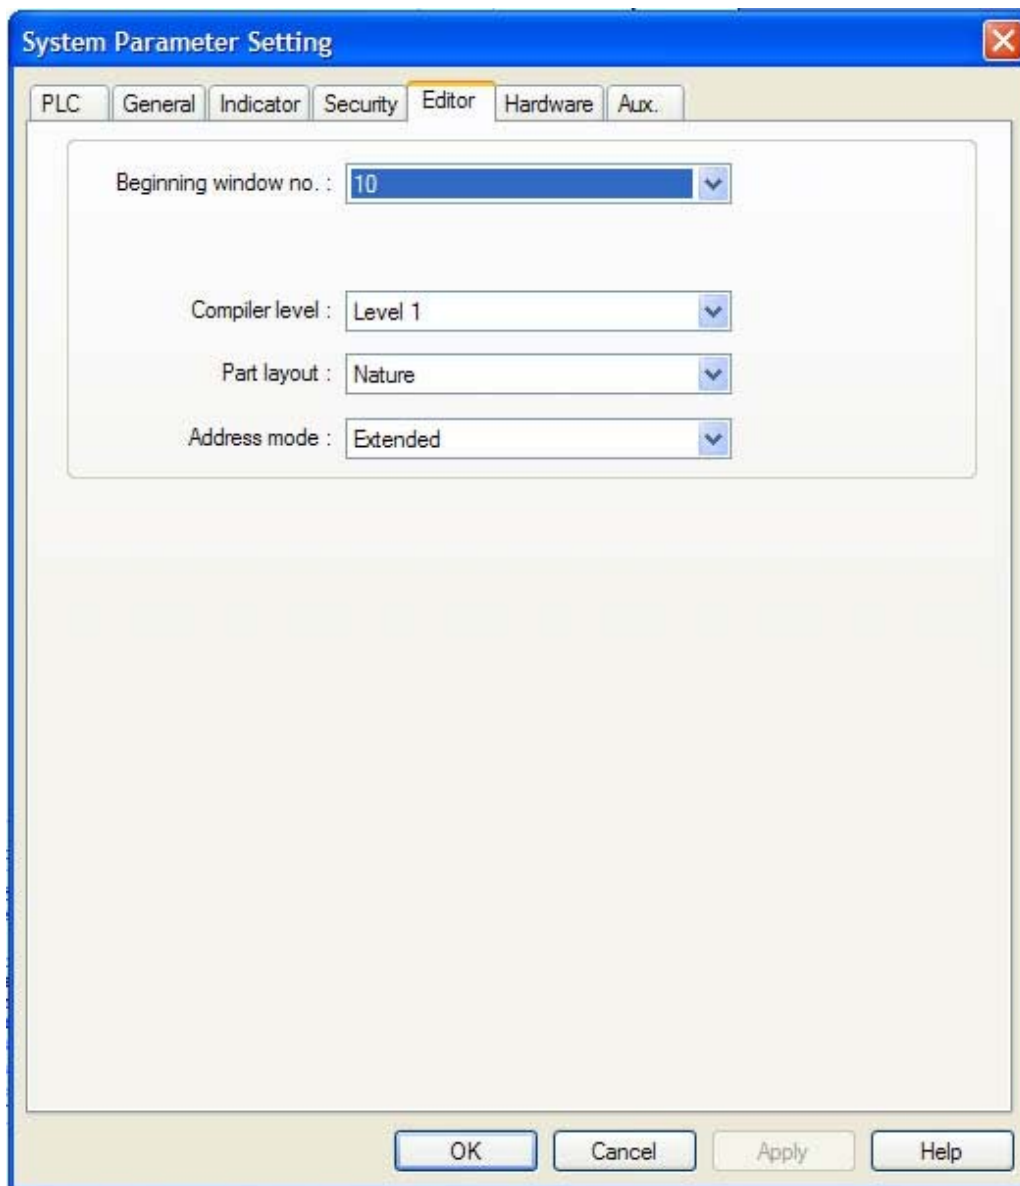 System Parameter Setting
PLC General Indicator Security Editor Hardware Aux.
Beginning window no. : 10
Compiler level : Level 1
Part layout : Nature
Address mode : Extended
OK Cancel Apply Help